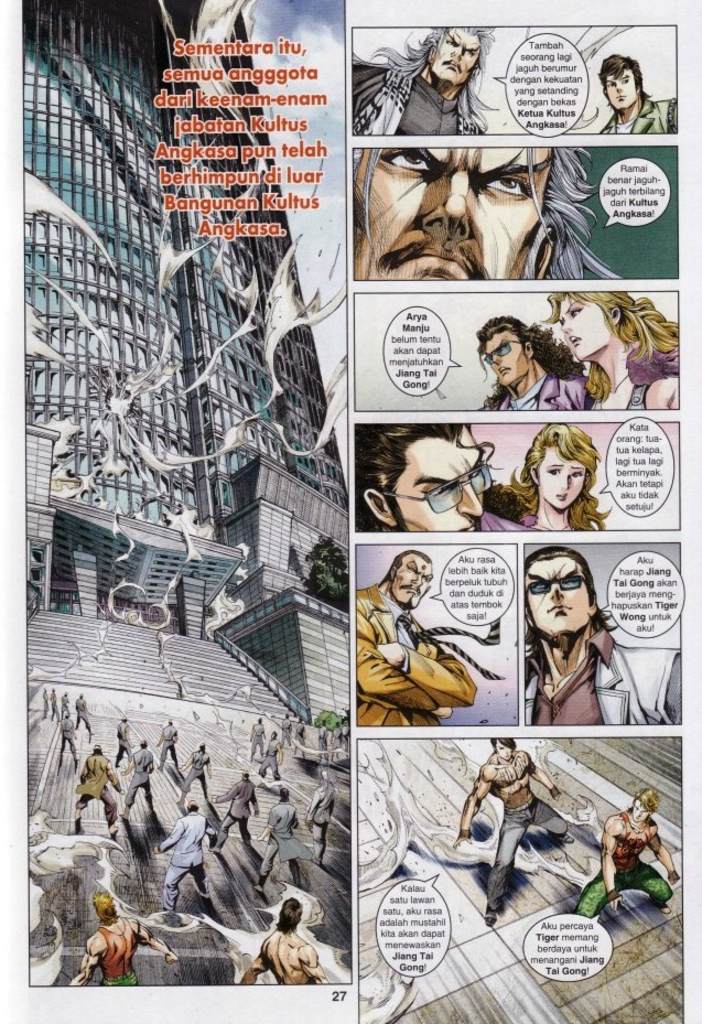 Sementara itu,
semua angggota
dari keenam-enam
jabatan Kultus
Angkasa pun telah
berhimpun di luar
Bangunan Kultus
Angkasa.
Tambah
seorang lagi
jaguh berumur
dengan kekuatan
yang setanding
dengan bekas
Ketua Kultus
Angkasa!
Ramai
benar jaguh-
jaguh terbilang
dari Kultus
Angkasa!
Arya
Manju
belum tentu
akan dapat
menjatuhkan
Jiang Tai
Gong!
Kata
orang: tua-
tua kelapa,
lagi tua lagi
berminyak.
Akan tetapi
aku tidak
setuju!
Aku rasa
lebih baik kita
berpeluk tubuh
dan duduk di
atas tembok
saja!
Aku
harap Jiang
Tai Gong akan
berjaya meng-
hapuskan Tiger
Wong untuk
aku!
Kalau
satu lawan
satu, aku rasa
adalah mustahil
kita akan dapat
menewaskan
Jiang Tai
Gong!
Aku percaya
Tiger memang
berdaya untuk
menangani Jiang
Tai Gong!
27